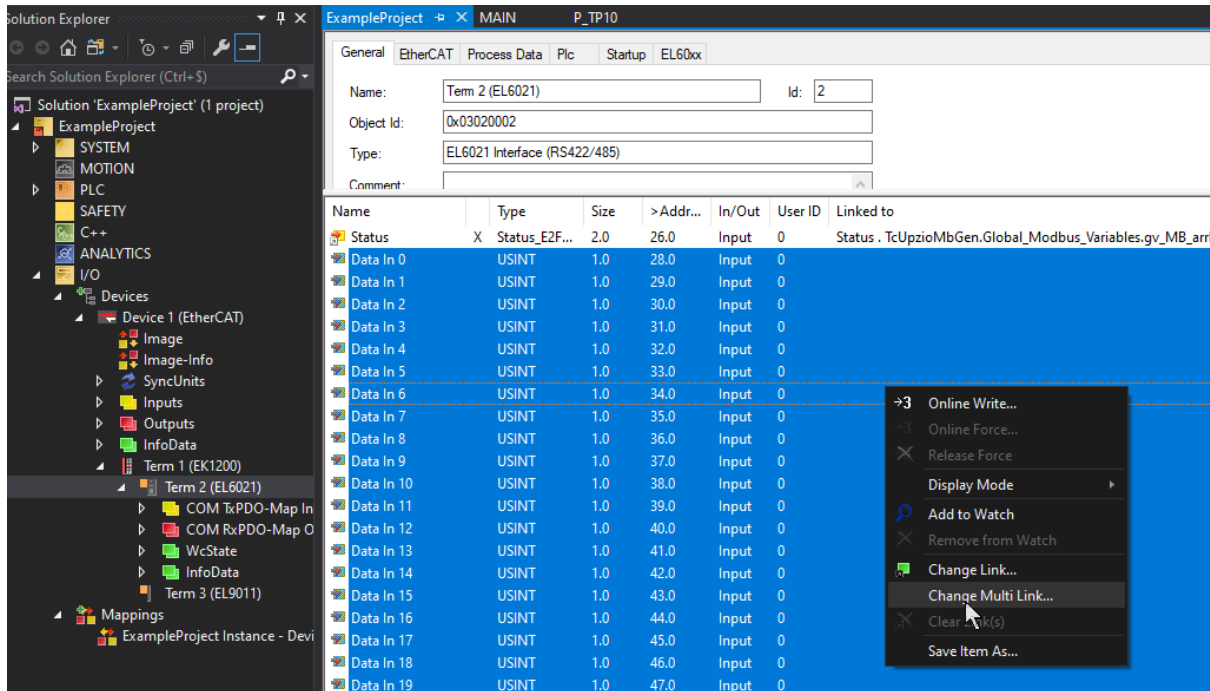 Solution Explorer
Search Solution Explorer (Ctrl+$)
Solution 'ExampleProject' (1 project)
ExampleProject
SYSTEM
MOTION
PLC
SAFETY
C++
ANALYTICS
I/O
Devices
Device 1 (EtherCAT)
Image
Image-Info
SyncUnits
Inputs
Outputs
InfoData
Term 1 (EK1200)
Term 2 (EL6021)
COM TxPDO-Map In
COM RxPDO-Map O
WcState
InfoData
Term 3 (EL9011)
Mappings
ExampleProject Instance - Devi
ExampleProject MAIN P_TP10
General EtherCAT Process Data Plc Startup EL60xx
Name: Term 2 (EL6021) Id: 2
Object Id: 0x03020002
Type: EL6021 Interface (RS422/485)
Comment:
Name Type Size >Addr... In/Out User ID Linked to
Status X Status_E2F... 2.0 26.0 Input 0 Status . TcUpzioMbGen.Global_Modbus_Variables.gv_MB_arr
Data In 0 USINT 1.0 28.0 Input 0
Data In 1 USINT 1.0 29.0 Input 0
Data In 2 USINT 1.0 30.0 Input 0
Data In 3 USINT 1.0 31.0 Input 0
Data In 4 USINT 1.0 32.0 Input 0
Data In 5 USINT 1.0 33.0 Input 0
Data In 6 USINT 1.0 34.0 Input 0
Data In 7 USINT 1.0 35.0 Input 0
Data In 8 USINT 1.0 36.0 Input 0
Data In 9 USINT 1.0 37.0 Input 0
Data In 10 USINT 1.0 38.0 Input 0
Data In 11 USINT 1.0 39.0 Input 0
Data In 12 USINT 1.0 40.0 Input 0
Data In 13 USINT 1.0 41.0 Input 0
Data In 14 USINT 1.0 42.0 Input 0
Data In 15 USINT 1.0 43.0 Input 0
Data In 16 USINT 1.0 44.0 Input 0
Data In 17 USINT 1.0 45.0 Input 0
Data In 18 USINT 1.0 46.0 Input 0
Data In 19 USINT 1.0 47.0 Input 0
→3 Online Write...
→3 Online Force...
Release Force
Display Mode
Add to Watch
Remove from Watch
Change Link...
Change Multi Link...
Clear Link(s)
Save Item As...